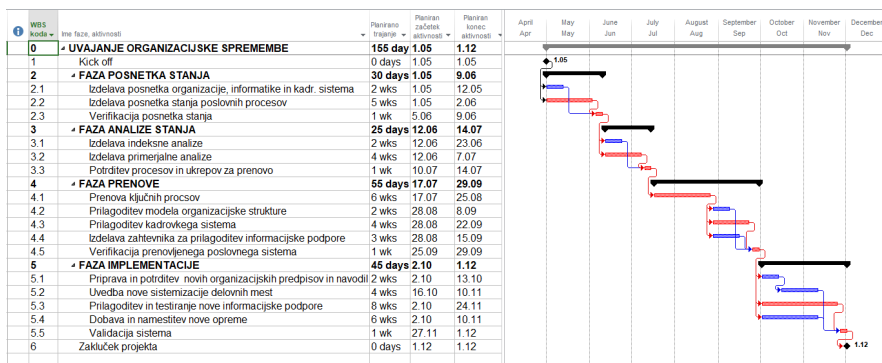 WBS koda Ime faze, aktivnosti Planirano trajanje Planiran začetek aktivnosti Planiran konec aktivnosti
April May June July August September October November December
Apr May Jun Jul Aug Sep Oct Nov Dec
0 UVAJANJE ORGANIZACIJSKE SPREMEMBE 155 day 1.05 1.12
1 Kick off 0 days 1.05 1.05 1.05
2 FAZA POSNETKA STANJA 30 days 1.05 9.06
2.1 Izdelava posnetka organizacije, informatike in kadr. sistema 2 wks 1.05 12.05
2.2 Izdelava posnetka stanja poslovnih procesov 5 wks 1.05 2.06
2.3 Verifikacija posnetka stanja 1 wk 5.06 9.06
3 FAZA ANALIZE STANJA 25 days 12.06 14.07
3.1 Izdelava indeksne analize 2 wks 12.06 23.06
3.2 Izdelava primerjalne analize 4 wks 12.06 7.07
3.3 Potrditev procesov in ukrepov za prenovo 1 wk 10.07 14.07
4 FAZA PRENOVE 55 days 17.07 29.09
4.1 Prenova ključnih procsov 6 wks 17.07 25.08
4.2 Prilagoditev modela organizacijske strukture 2 wks 28.08 8.09
4.3 Prilagoditev kadrovkega sistema 4 wks 28.08 22.09
4.4 Izdelava zahtevnika za prilagoditev informacijske podpore 3 wks 28.08 15.09
4.5 Verifikacija prenovljenega poslovnega sistema 1 wk 25.09 29.09
5 FAZA IMPLEMENTACIJE 45 days 2.10 1.12
5.1 Priprava in potrditev novih organizacijskih predpisov in navodil 2 wks 2.10 13.10
5.2 Uvedba nove sistemizacije delovnih mest 4 wks 16.10 10.11
5.3 Prilagoditev in testiranje nove informacijske podpore 8 wks 2.10 24.11
5.4 Dobava in namestitev nove opreme 6 wks 2.10 10.11
5.5 Validacija sistema 1 wk 27.11 1.12
6 Zakluček projekta 0 days 1.12 1.12 1.12